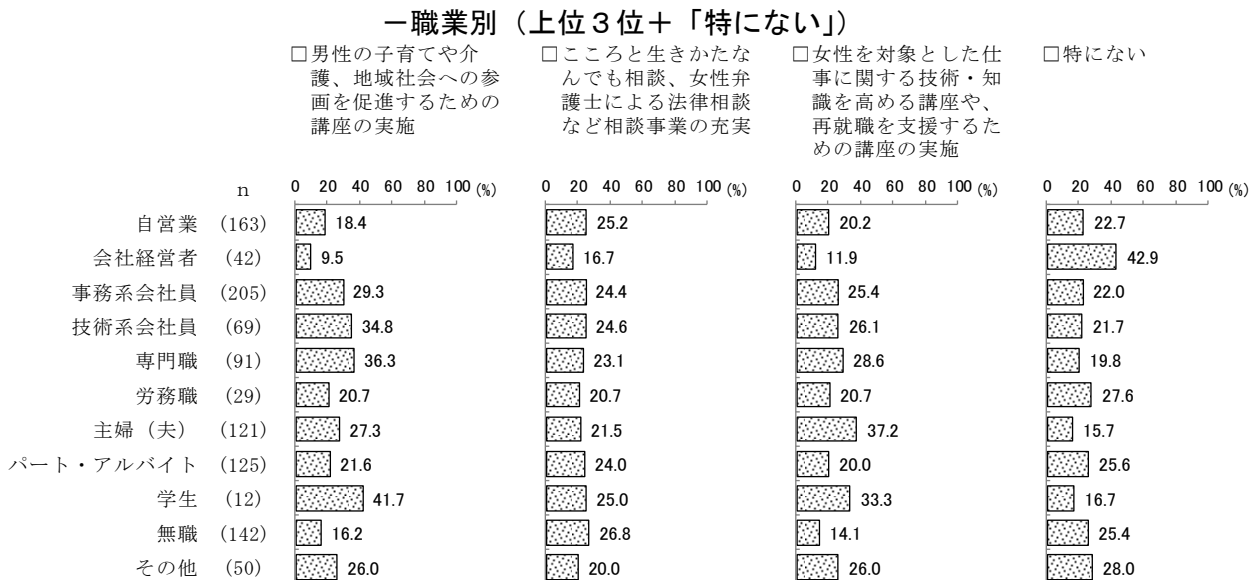 －職業別（上位３位＋「特にない」）
□男性の子育てや介
護、地域社会への参
画を促進するための
講座の実施
□こころと生きかたな
んでも相談、女性弁
護士による法律相談
など相談事業の充実
□女性を対象とした仕
事に関する技術・知
識を高める講座や、
再就職を支援するた
めの講座の実施
□特にない
n 0 20 40 60 80 100 (%) 0 20 40 60 80 100 (%) 0 20 40 60 80 100 (%) 0 20 40 60 80 100 (%)
自営業 (163) 18.4 25.2 20.2 22.7
会社経営者 (42) 9.5 16.7 11.9 42.9
事務系会社員 (205) 29.3 24.4 25.4 22.0
技術系会社員 (69) 34.8 24.6 26.1 21.7
専門職 (91) 36.3 23.1 28.6 19.8
労務職 (29) 20.7 20.7 20.7 27.6
主婦（夫） (121) 27.3 21.5 37.2 15.7
パート・アルバイト (125) 21.6 24.0 20.0 25.6
学生 (12) 41.7 25.0 33.3 16.7
無職 (142) 16.2 26.8 14.1 25.4
その他 (50) 26.0 20.0 26.0 28.0